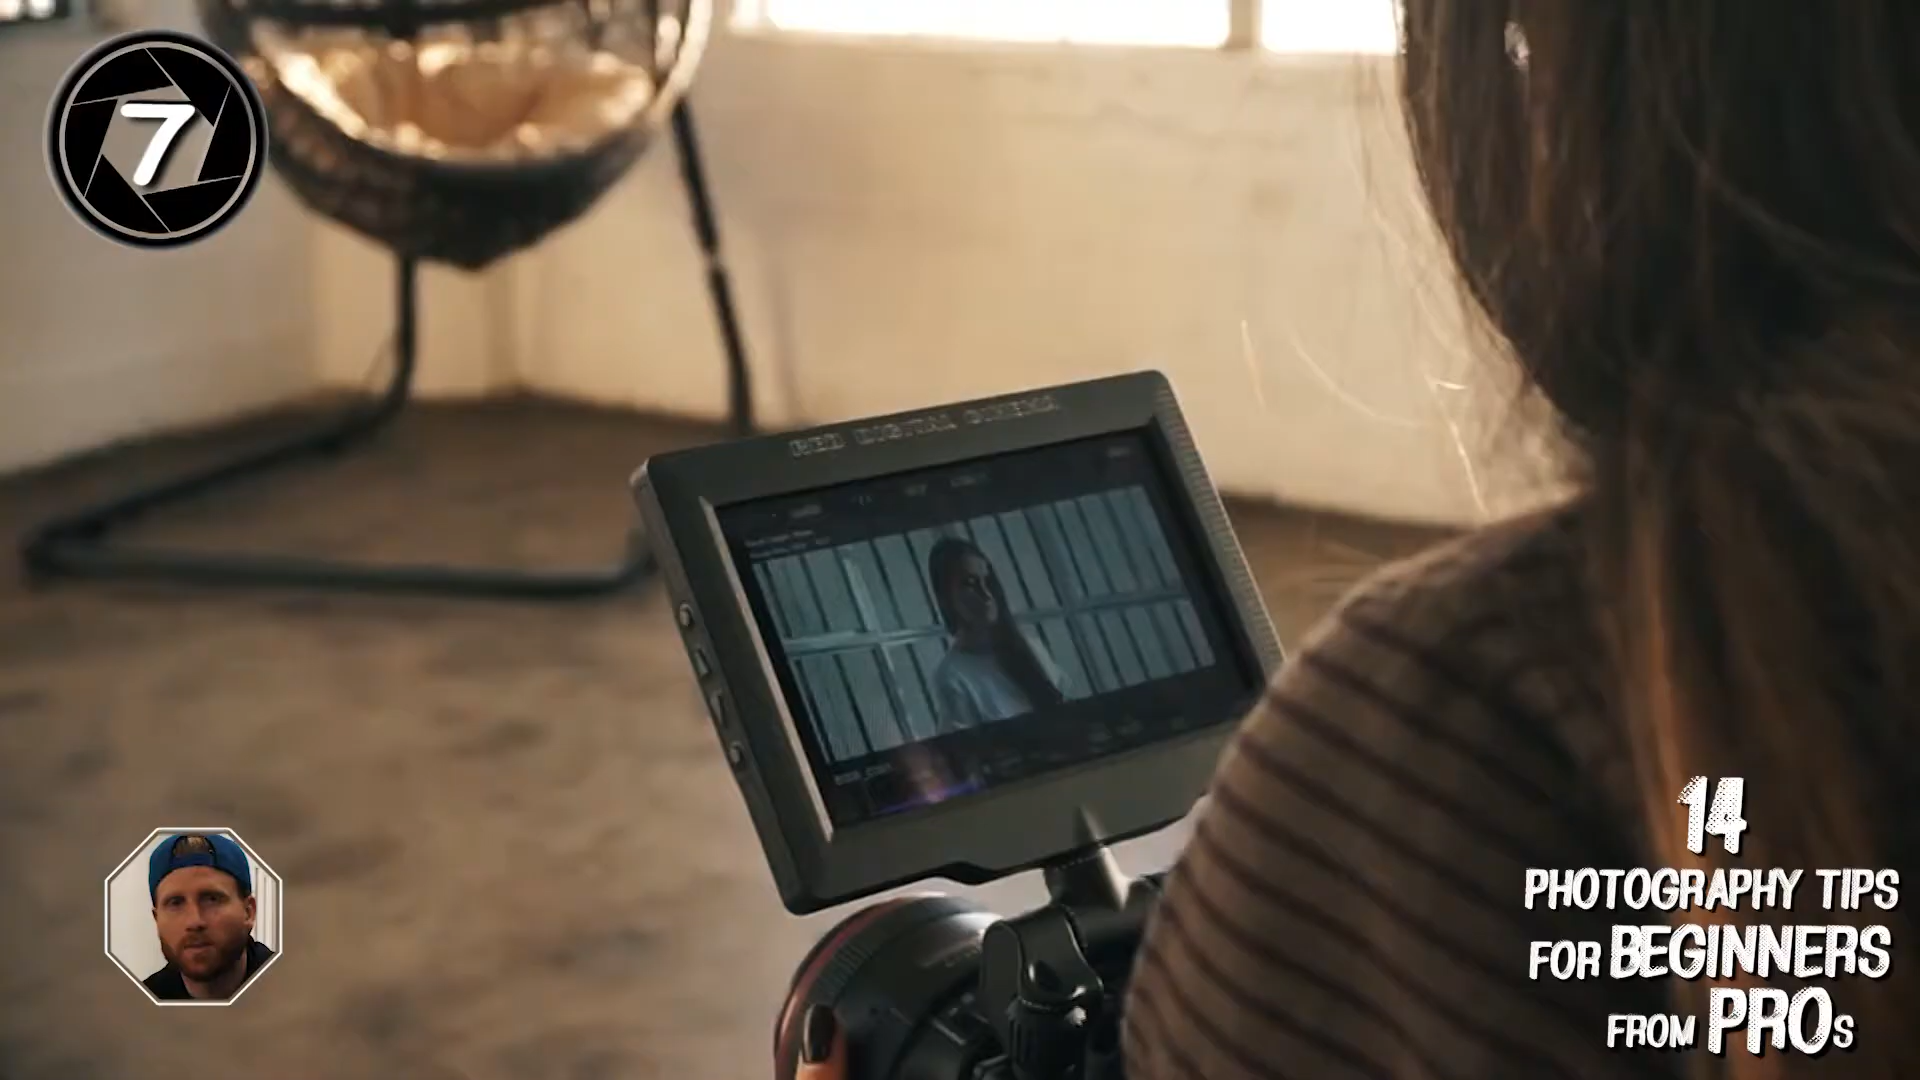 7
RED DIGITAL CINEMA
14
PHOTOGRAPHY TIPS
FOR BEGINNERS
FROM PROs